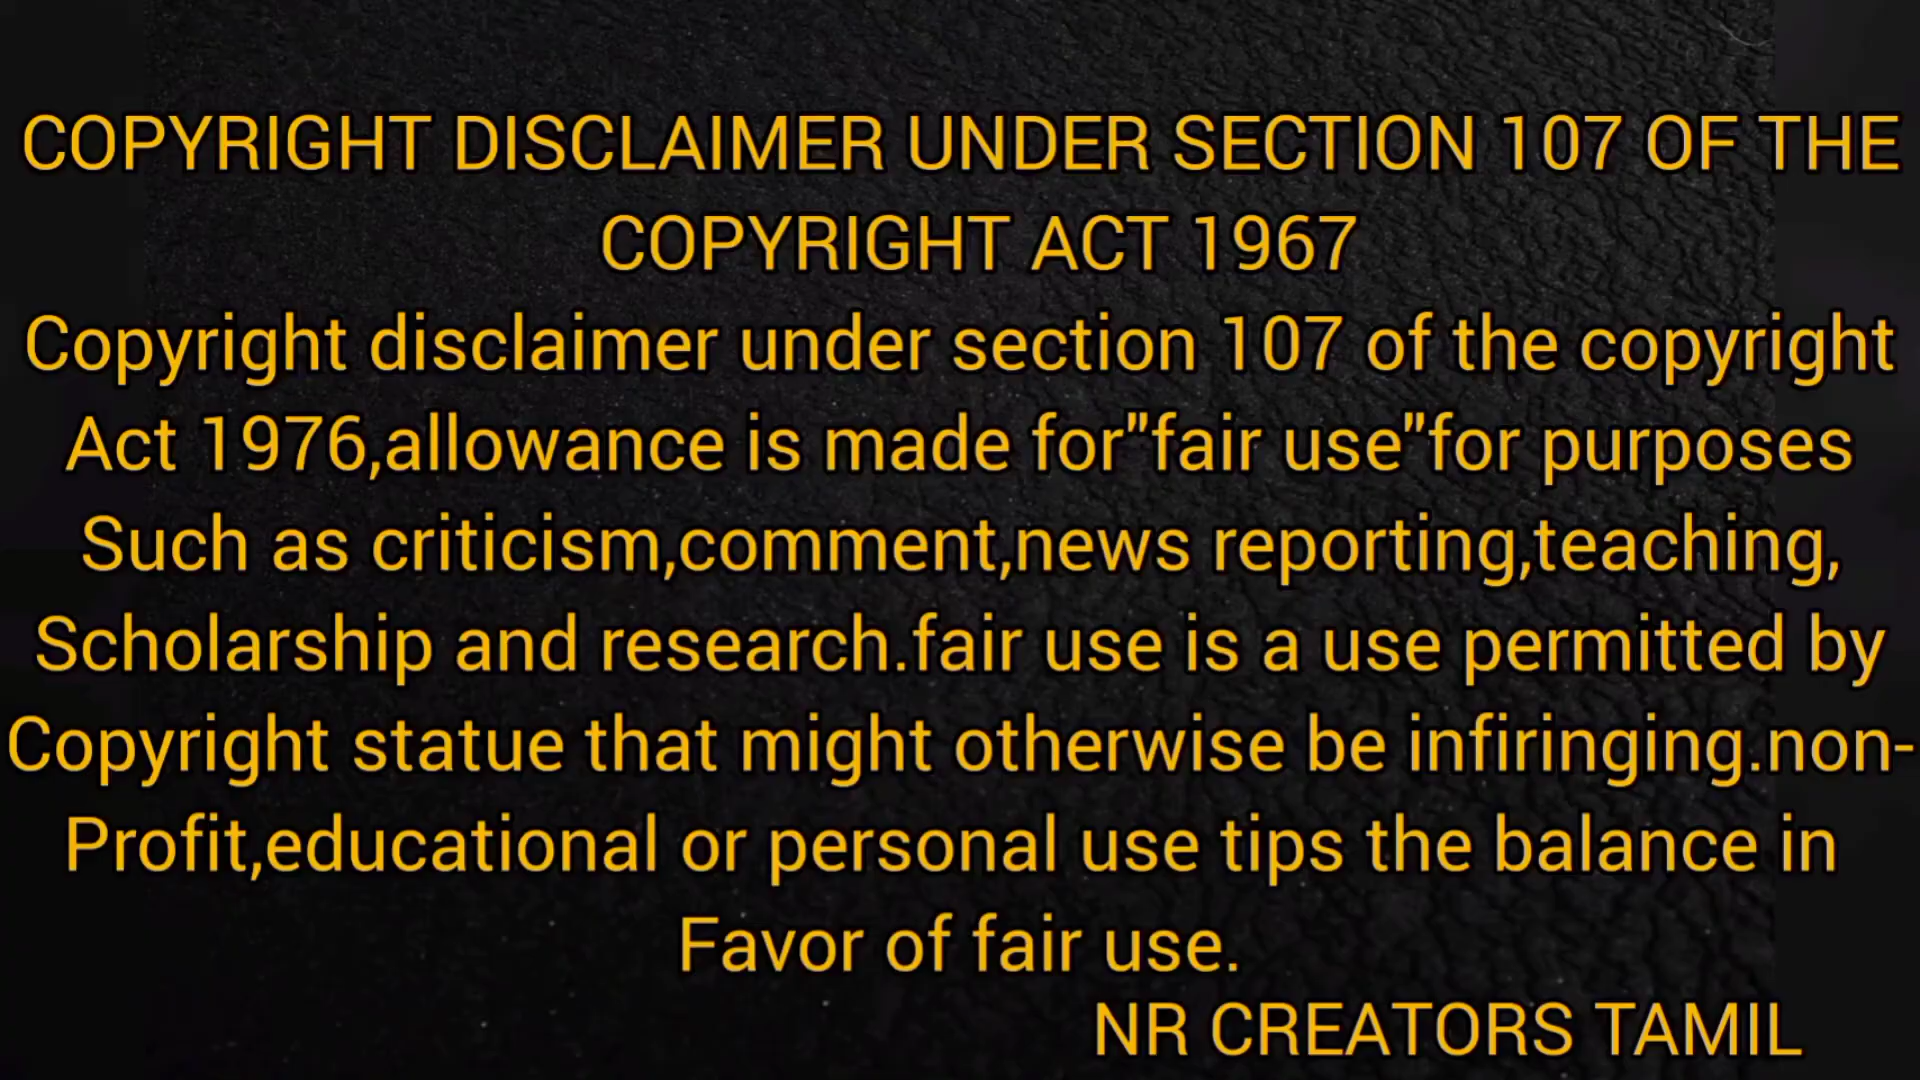 COPYRIGHT DISCLAIMER UNDER SECTION 107 OF THE
COPYRIGHT ACT 1967
Copyright disclaimer under section 107 of the copyright
Act 1976,allowance is made for"fair use"for purposes
Such as criticism,comment,news reporting,teaching,
Scholarship and research.fair use is a use permitted by
Copyright statue that might otherwise be infiringing.non-
Profit,educational or personal use tips the balance in
Favor of fair use.
NR CREATORS TAMIL